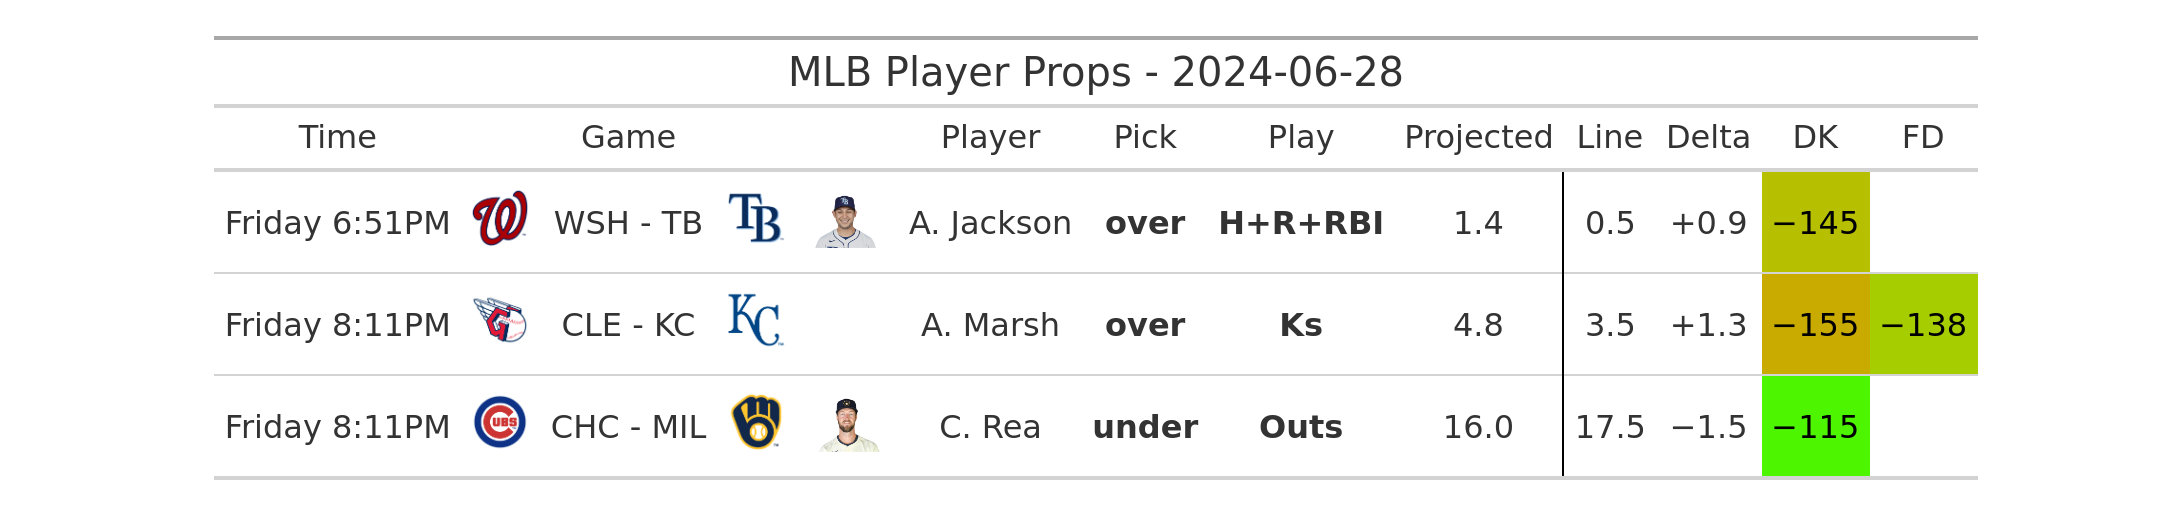 MLB Player Props - 2024-06-28
Time Game Player Pick Play Projected Line Delta DK FD
Friday 6:51PM WSH - TB TB A. Jackson over H+R+RBI 1.4 0.5 +0.9 −145
Friday 8:11PM CLE - KC KC A. Marsh over Ks 4.8 3.5 +1.3 −155 −138
Friday 8:11PM CUBS CHC - MIL C. Rea under Outs 16.0 17.5 −1.5 −115